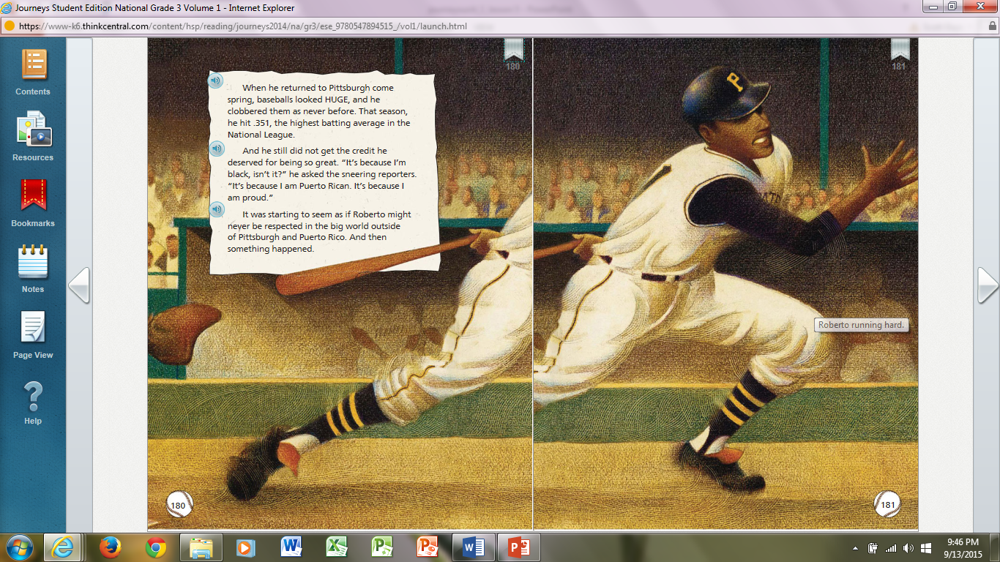 Journeys Student Edition National Grade 3 Volume 1 - Internet Explorer
https://www-k6.thinkcentral.com/content/hsp/reading/journeys2014/na/gr3/ese_9780547894515_/vol1/launch.html
Contents
Resources
Bookmarks
Notes
Page View
Help
180
When he returned to Pittsburgh come
spring, baseballs looked HUGE, and he
clobbered them as never before. That season,
he hit .351, the highest batting average in the
National League.
And he still did not get the credit he
deserved for being so great. “It’s because I’m
black, isn’t it?” he asked the sneering reporters.
“It’s because I am Puerto Rican. It’s because I
am proud.”
It was starting to seem as if Roberto might
never be respected in the big world outside
of Pittsburgh and Puerto Rico. And then
something happened.
180
181
P
Roberto running hard.
181
9:46 PM
9/13/2015